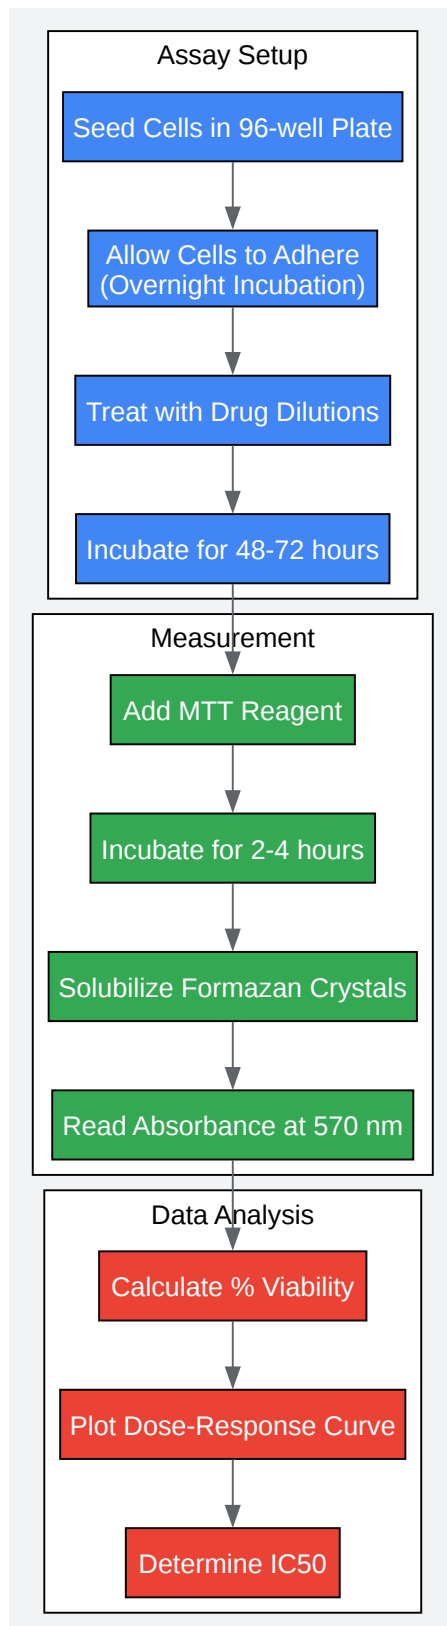 Assay Setup
Seed Cells in 96-well Plate
Allow Cells to Adhere
(Overnight Incubation)
Treat with Drug Dilutions
Incubate for 48-72 hours
Measurement
Add MTT Reagent
Incubate for 2-4 hours
Solubilize Formazan Crystals
Read Absorbance at 570 nm
Data Analysis
Calculate % Viability
Plot Dose-Response Curve
Determine IC50